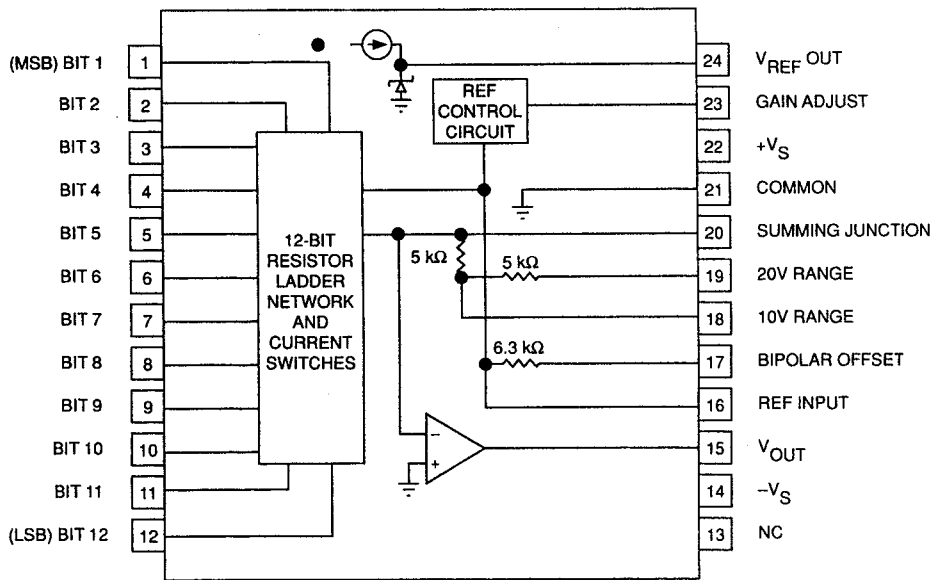 (MSB) BIT 1
1
BIT 2
2
BIT 3
3
BIT 4
4
BIT 5
5
BIT 6
6
BIT 7
7
BIT 8
8
BIT 9
9
BIT 10
10
BIT 11
11
(LSB) BIT 12
12
12-BIT
RESISTOR
LADDER
NETWORK
AND
CURRENT
SWITCHES
REF
CONTROL
CIRCUIT
5 kΩ
5 kΩ
6.3 kΩ
−
+
24
VREF OUT
23
GAIN ADJUST
22
+VS
21
COMMON
20
SUMMING JUNCTION
19
20V RANGE
18
10V RANGE
17
BIPOLAR OFFSET
16
REF INPUT
15
VOUT
14
−VS
13
NC